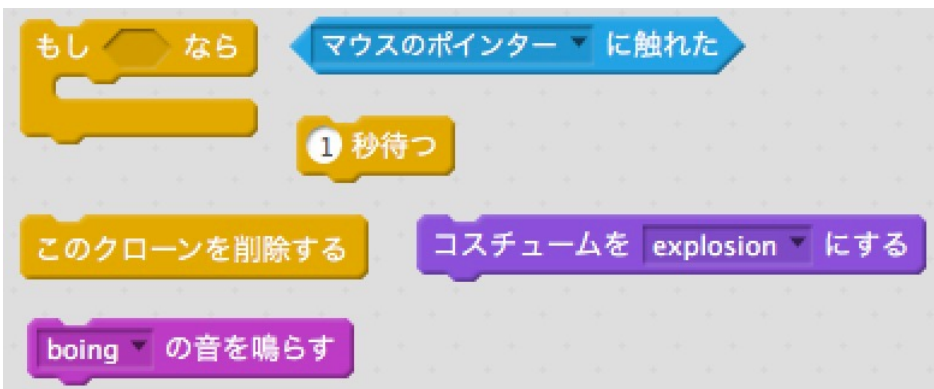 もし なら
マウスのポインター に触れた
1 秒待つ
このクローンを削除する
コスチュームを explosion にする
boing の音を鳴らす